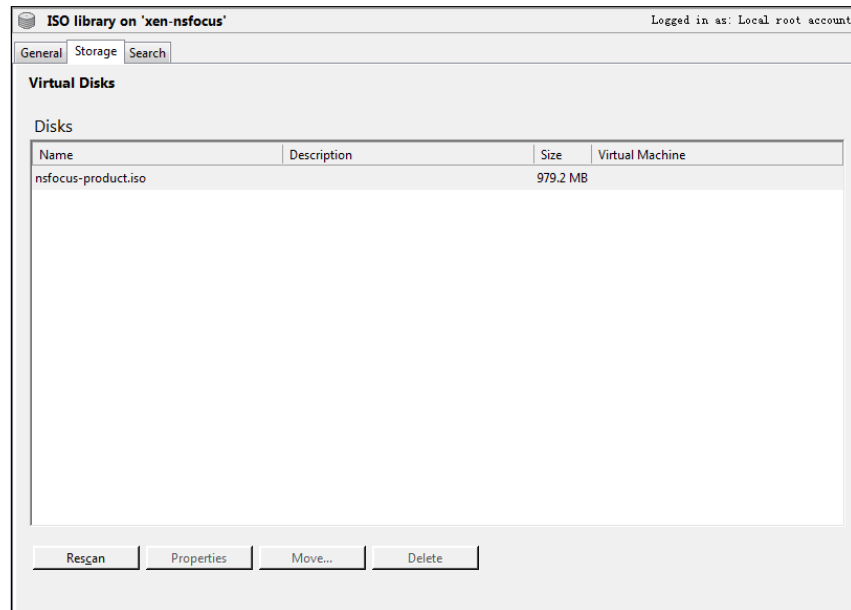 ISO library on 'xen-nsfocus' Logged in as: Local root account
General Storage Search
Virtual Disks
Disks
Name Description Size Virtual Machine
nsfocus-product.iso 979.2 MB
Rescan Properties Move... Delete